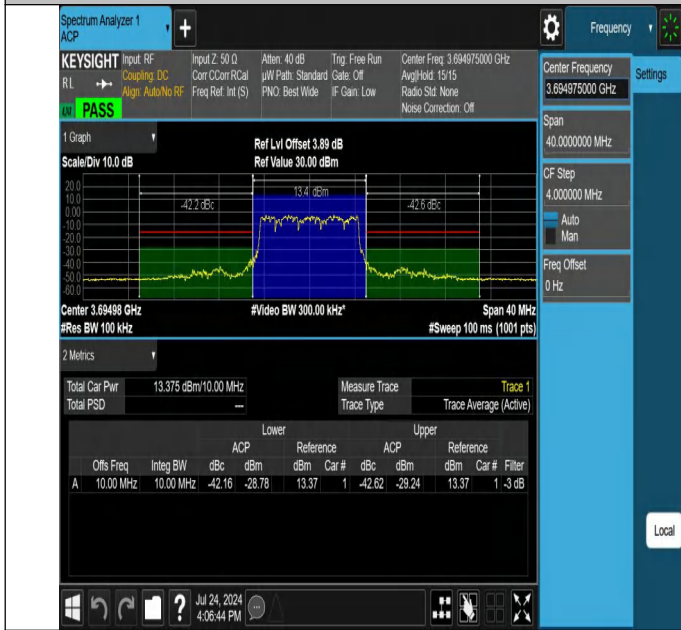 Spectrum Analyzer 1
ACP
Frequency
KEYSIGHT
RL
PASS
Input: RF
Coupling: DC
Align: Auto/No RF
Input Z: 50 Ω
Corr CCorr RCal
Freq Ref: Int (S)
Atten: 40 dB
µW Path: Standard
PNO: Best Wide
Trig: Free Run
Gate: Off
IF Gain: Low
Center Freq: 3.694975000 GHz
Avg|Hold: 15/15
Radio Std: None
Noise Correction: Off
Center Frequency
3.694975000 GHz
Settings
Span
40.0000000 MHz
CF Step
4.000000 MHz
Auto
Man
Freq Offset
0 Hz
Local
1 Graph
Scale/Div 10.0 dB
Ref Lvl Offset 3.89 dB
Ref Value 30.00 dBm
20.0
10.0
0.00
-10.0
-20.0
-30.0
-40.0
-50.0
-60.0
-42.2 dBc
13.4 dBm
-42.6 dBc
Center 3.69498 GHz
#Video BW 300.00 kHz*
Span 40 MHz
#Res BW 100 kHz
#Sweep 100 ms (1001 pts)
2 Metrics
Total Car Pwr 13.375 dBm/10.00 MHz
Total PSD ---
Measure Trace Trace 1
Trace Type Trace Average (Active)
Lower Upper
ACP Reference ACP Reference
Offs Freq Integ BW dBc dBm dBm Car # dBc dBm dBm Car # Filter
A 10.00 MHz 10.00 MHz -42.16 -28.78 13.37 1 -42.62 -29.24 13.37 1 -3 dB
?
Jul 24, 2024
4:06:44 PM